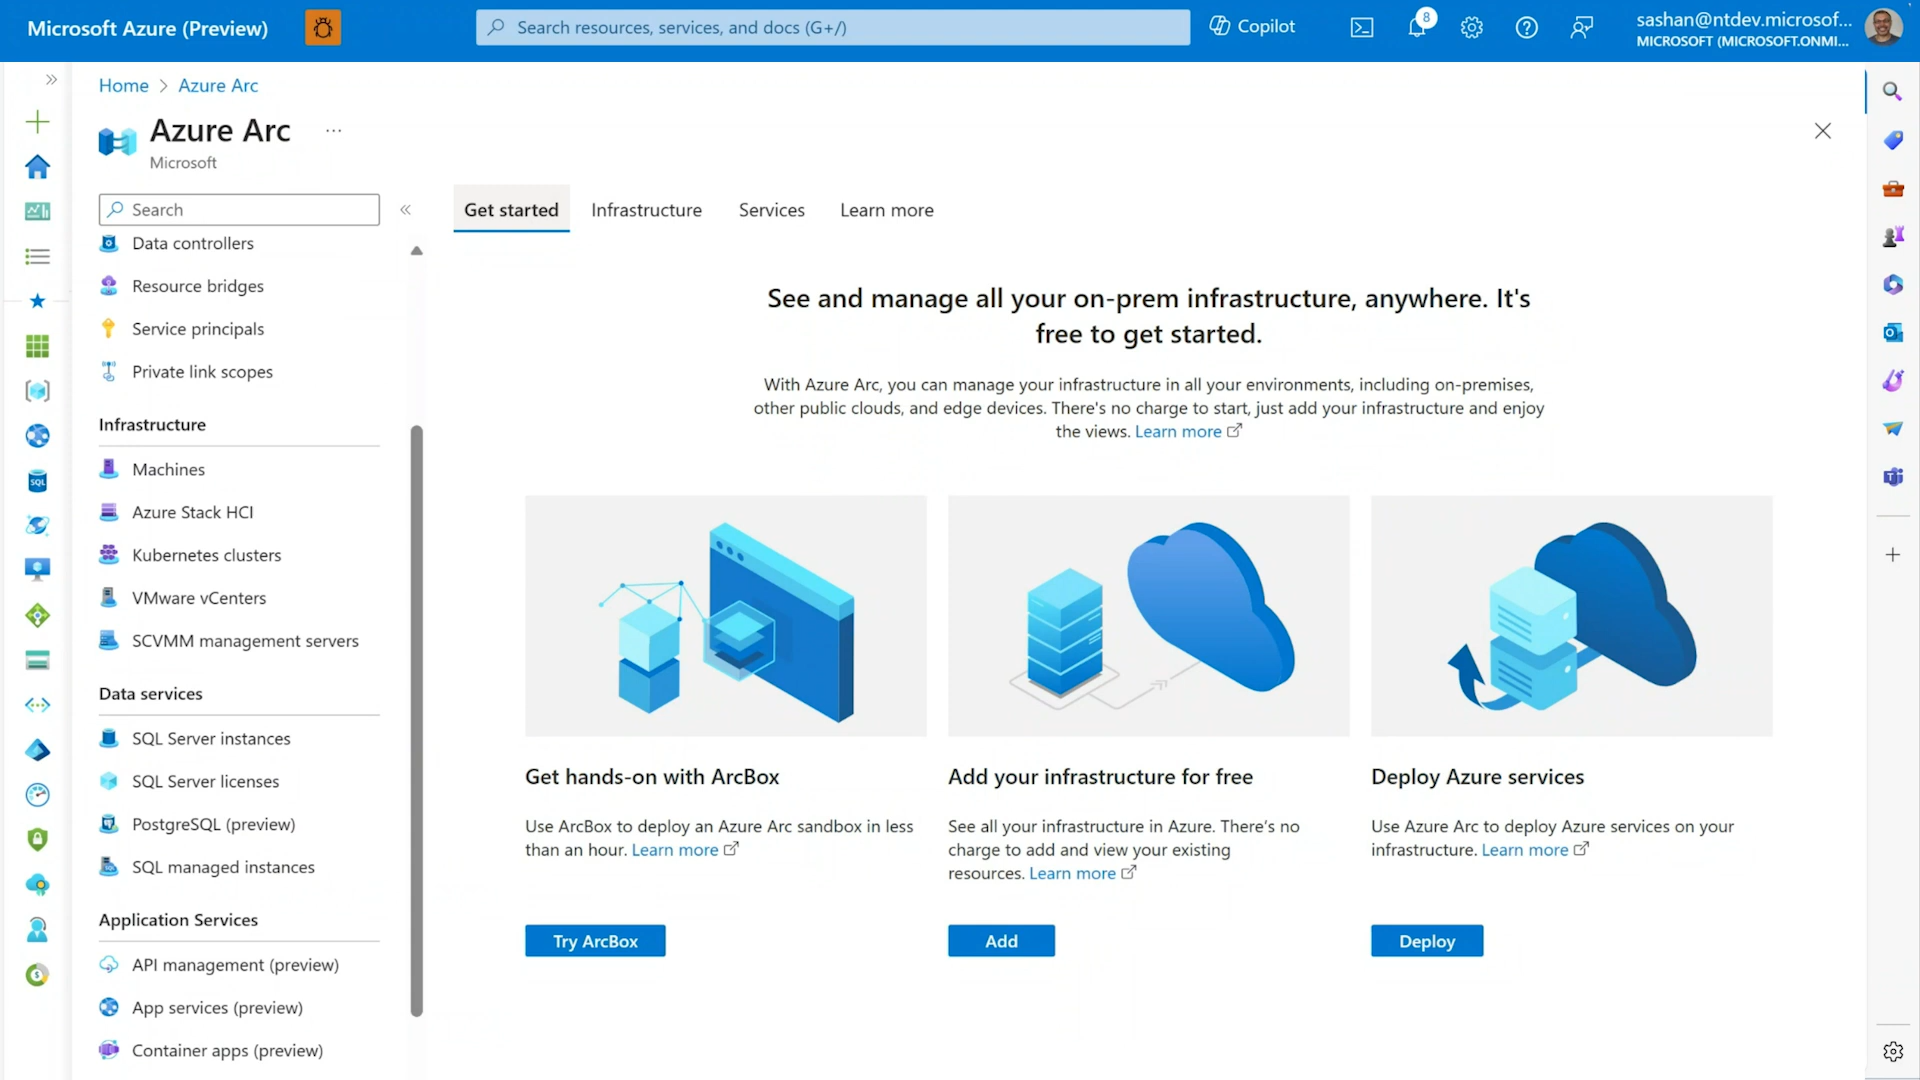 Microsoft Azure (Preview)
Search resources, services, and docs (G+/)
Copilot
8
sashan@ntdev.microsof...
MICROSOFT (MICROSOFT.ONMI...
Home > Azure Arc
Azure Arc
...
Microsoft
Search
Data controllers
Resource bridges
Service principals
Private link scopes
Infrastructure
Machines
Azure Stack HCI
Kubernetes clusters
VMware vCenters
SCVMM management servers
Data services
SQL Server instances
SQL Server licenses
PostgreSQL (preview)
SQL managed instances
Application Services
API management (preview)
App services (preview)
Container apps (preview)
SQL
Get started
Infrastructure
Services
Learn more
See and manage all your on-prem infrastructure, anywhere. It's
free to get started.
With Azure Arc, you can manage your infrastructure in all your environments, including on-premises,
other public clouds, and edge devices. There's no charge to start, just add your infrastructure and enjoy
the views. Learn more
Get hands-on with ArcBox
Use ArcBox to deploy an Azure Arc sandbox in less
than an hour. Learn more
Try ArcBox
Add your infrastructure for free
See all your infrastructure in Azure. There's no
charge to add and view your existing
resources. Learn more
Add
Deploy Azure services
Use Azure Arc to deploy Azure services on your
infrastructure. Learn more
Deploy